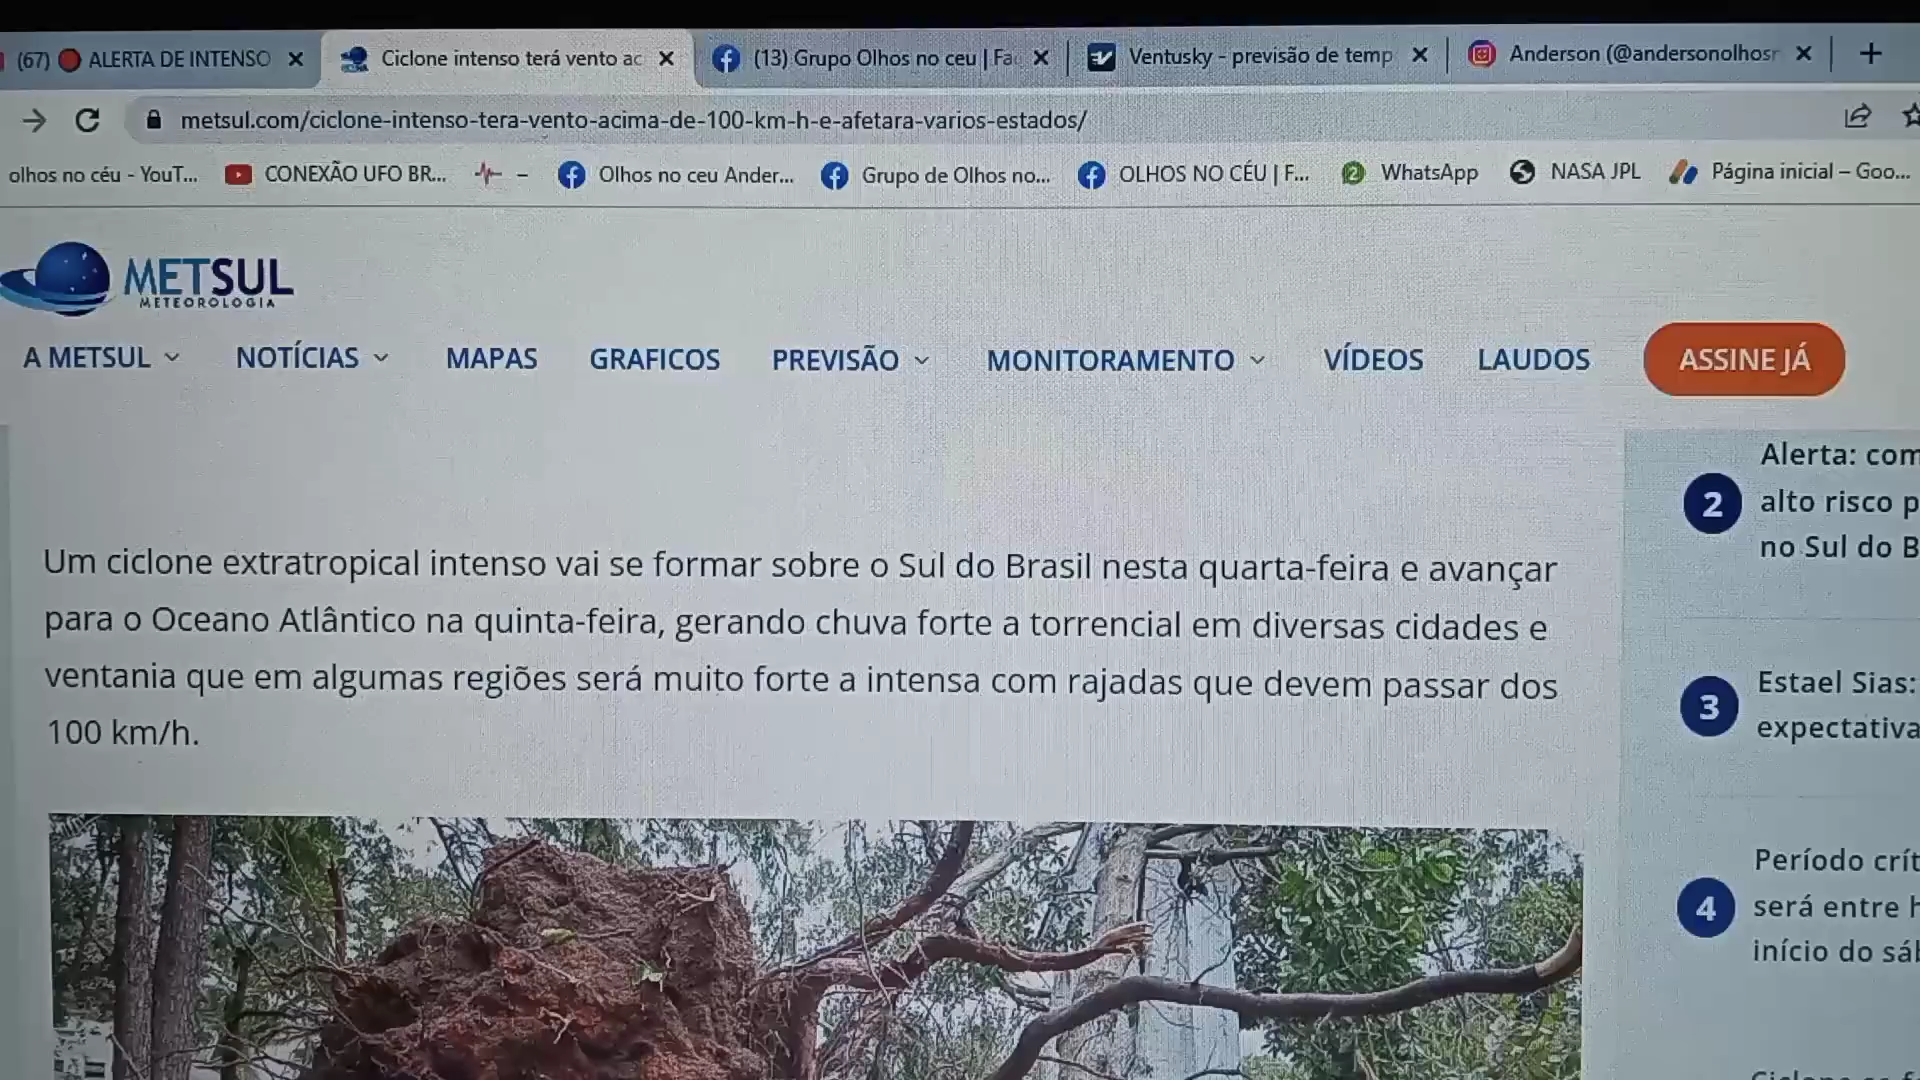 (67) ALERTA DE INTENSO
Ciclone intenso terá vento ac
(13) Grupo Olhos no ceu | Fac
Ventusky - previsão de temp
Anderson (@andersonolhosr
metsul.com/ciclone-intenso-tera-vento-acima-de-100-km-h-e-afetara-varios-estados/
olhos no céu - YouT...
CONEXÃO UFO BR...
–
Olhos no ceu Ander...
Grupo de Olhos no...
OLHOS NO CÉU | F...
2
WhatsApp
NASA JPL
Página inicial – Goo...
METSUL
METEOROLOGIA
A METSUL
NOTÍCIAS
MAPAS
GRAFICOS
PREVISÃO
MONITORAMENTO
VÍDEOS
LAUDOS
ASSINE JÁ
Um ciclone extratropical intenso vai se formar sobre o Sul do Brasil nesta quarta-feira e avançar
para o Oceano Atlântico na quinta-feira, gerando chuva forte a torrencial em diversas cidades e
ventania que em algumas regiões será muito forte a intensa com rajadas que devem passar dos
100 km/h.
2
Alerta: com
alto risco p
no Sul do B
3
Estael Sias:
expectativa
4
Período crít
será entre h
início do sáb